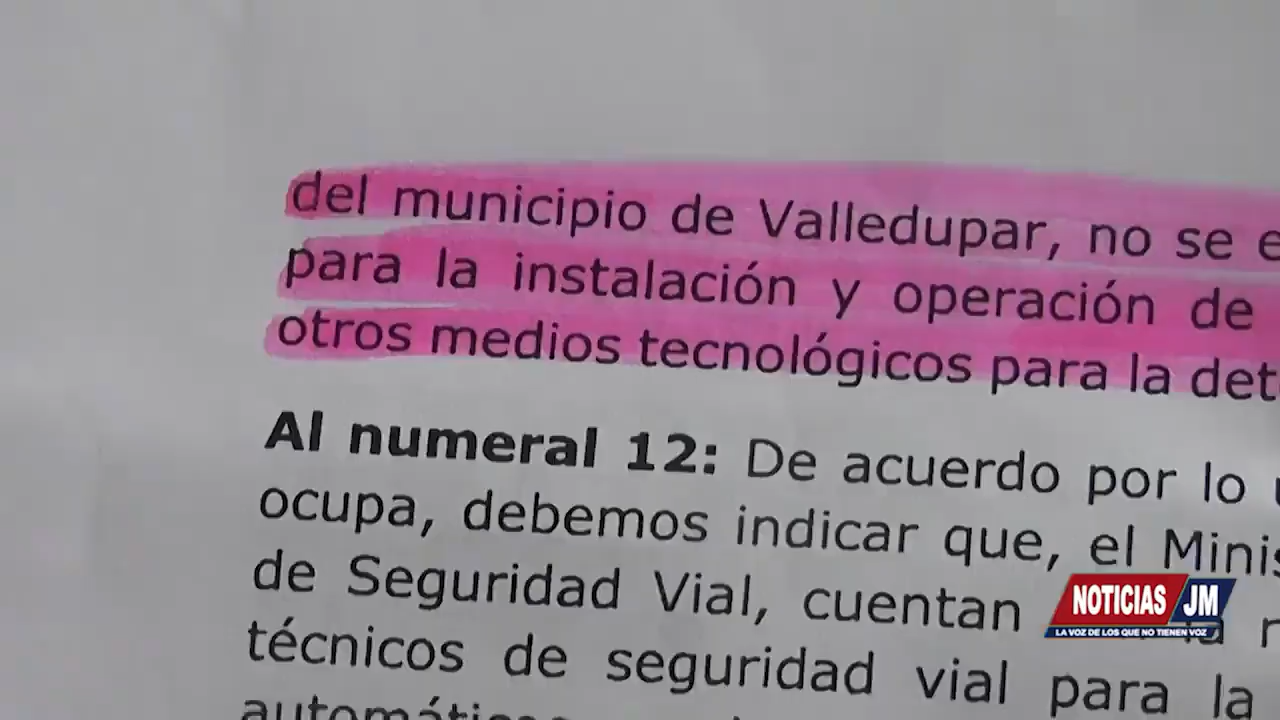 del municipio de Valledupar, no se e
para la instalación y operación de
otros medios tecnológicos para la det
Al numeral 12: De acuerdo por lo
ocupa, debemos indicar que, el Minis
de Seguridad Vial, cuentan
técnicos de seguridad vial para la
NOTICIAS JM
LA VOZ DE LOS QUE NO TIENEN VOZ